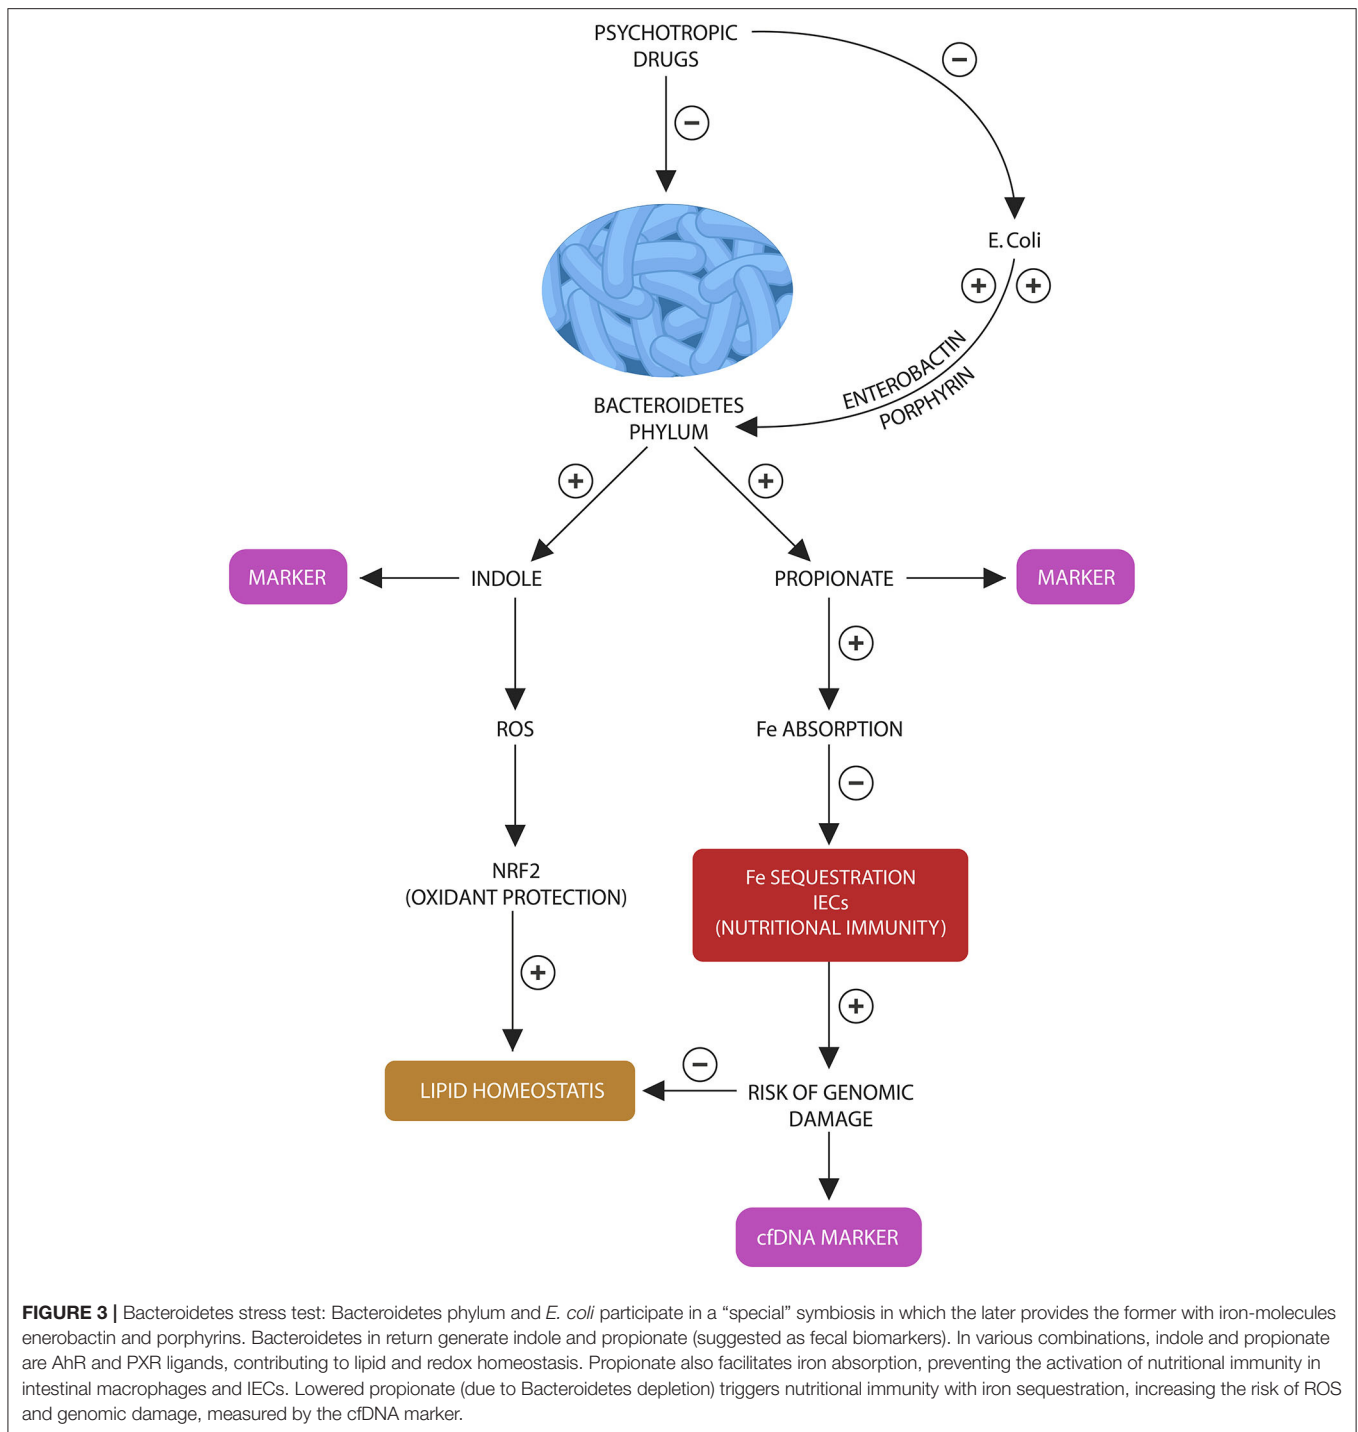 PSYCHOTROPIC
DRUGS
−
−
E. Coli
+ +
ENTEROBACTIN
PORPHYRIN
BACTEROIDETES
PHYLUM
+ +
MARKER
INDOLE
PROPIONATE
MARKER
+
ROS
Fe ABSORPTION
−
NRF2
(OXIDANT PROTECTION)
Fe SEQUESTRATION
IECs
(NUTRITIONAL IMMUNITY)
+
+
LIPID HOMEOSTATIS
−
RISK OF GENOMIC
DAMAGE
cfDNA MARKER
FIGURE 3 | Bacteroidetes stress test: Bacteroidetes phylum and E. coli participate in a “special” symbiosis in which the later provides the former with iron-molecules
enerobactin and porphyrins. Bacteroidetes in return generate indole and propionate (suggested as fecal biomarkers). In various combinations, indole and propionate
are AhR and PXR ligands, contributing to lipid and redox homeostasis. Propionate also facilitates iron absorption, preventing the activation of nutritional immunity in
intestinal macrophages and IECs. Lowered propionate (due to Bacteroidetes depletion) triggers nutritional immunity with iron sequestration, increasing the risk of ROS
and genomic damage, measured by the cfDNA marker.